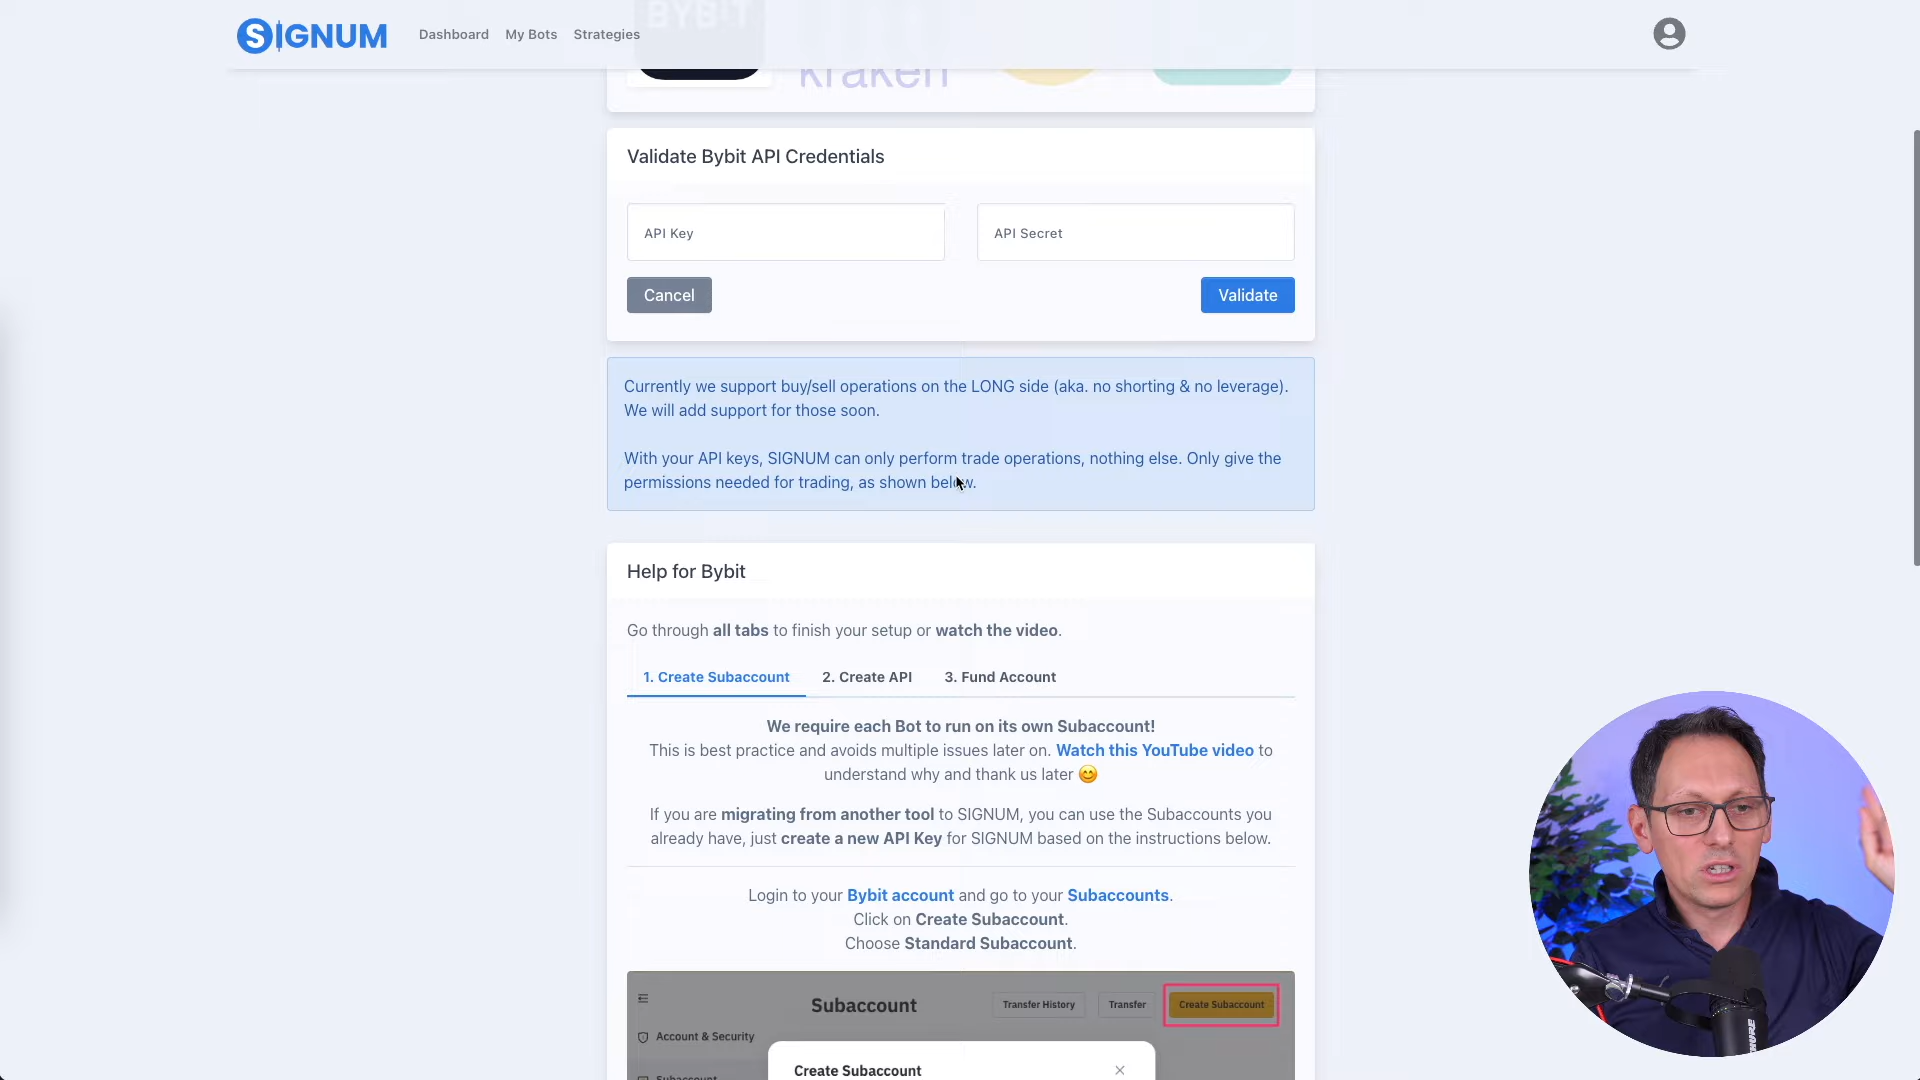 SIGNUM
Dashboard
My Bots
Strategies
BYBIT
kraken
Validate Bybit API Credentials
API Key
API Secret
Cancel
Validate
Currently we support buy/sell operations on the LONG side (aka. no shorting & no leverage).
We will add support for those soon.
With your API keys, SIGNUM can only perform trade operations, nothing else. Only give the
permissions needed for trading, as shown below.
Help for Bybit
Go through all tabs to finish your setup or watch the video.
1. Create Subaccount
2. Create API
3. Fund Account
We require each Bot to run on its own Subaccount!
This is best practice and avoids multiple issues later on. Watch this YouTube video to
understand why and thank us later 😊
If you are migrating from another tool to SIGNUM, you can use the Subaccounts you
already have, just create a new API Key for SIGNUM based on the instructions below.
Login to your Bybit account and go to your Subaccounts.
Click on Create Subaccount.
Choose Standard Subaccount.
Subaccount
Transfer History
Transfer
Create Subaccount
Account & Security
Create Subaccount
Subaccount
SHURE